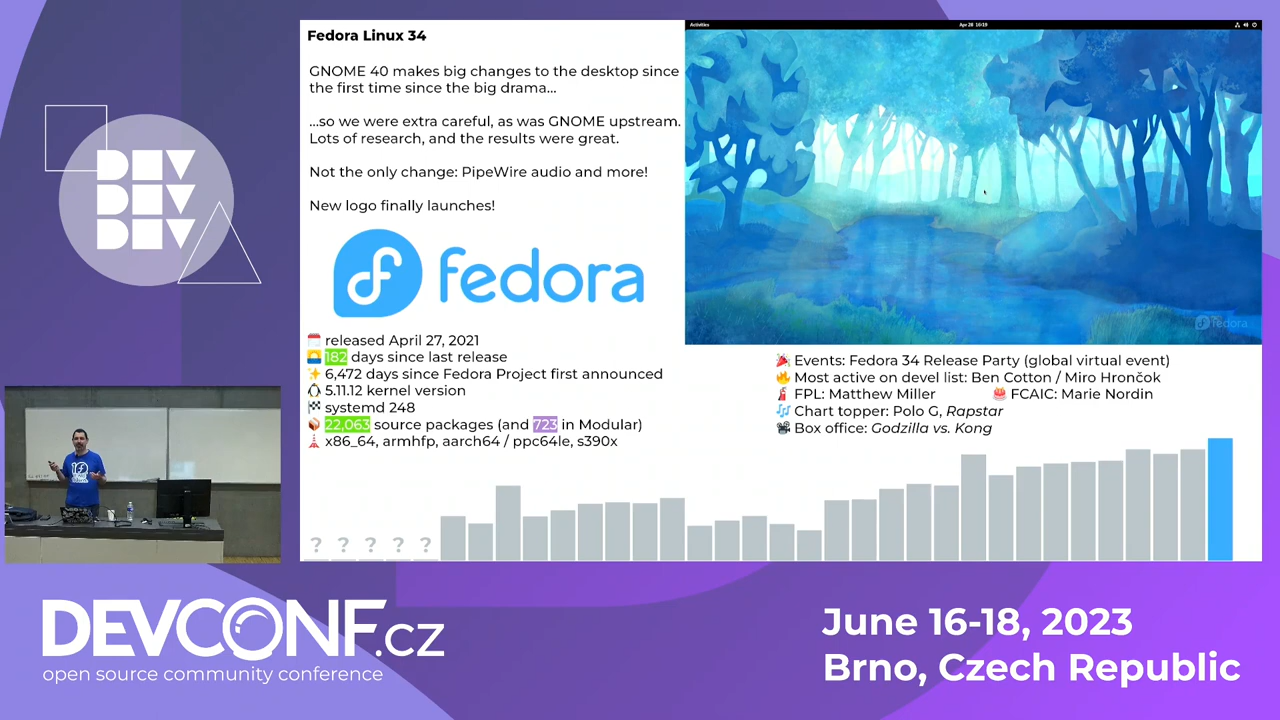 Fedora Linux 34
GNOME 40 makes big changes to the desktop since
the first time since the big drama...
...so we were extra careful, as was GNOME upstream.
Lots of research, and the results were great.
Not the only change: PipeWire audio and more!
New logo finally launches!
fedora
released April 27, 2021
182 days since last release
6,472 days since Fedora Project first announced
5.11.12 kernel version
systemd 248
22,063 source packages (and 723 in Modular)
x86_64, armhfp, aarch64 / ppc64le, s390x
Activities
Apr 28 16:19
fedora
Events: Fedora 34 Release Party (global virtual event)
Most active on devel list: Ben Cotton / Miro Hrončok
FPL: Matthew Miller FCAIC: Marie Nordin
Chart topper: Polo G, Rapstar
Box office: Godzilla vs. Kong
? ? ? ? ?
DEV
DEV
DEV
DEVCONF.cz
open source community conference
June 16-18, 2023
Brno, Czech Republic